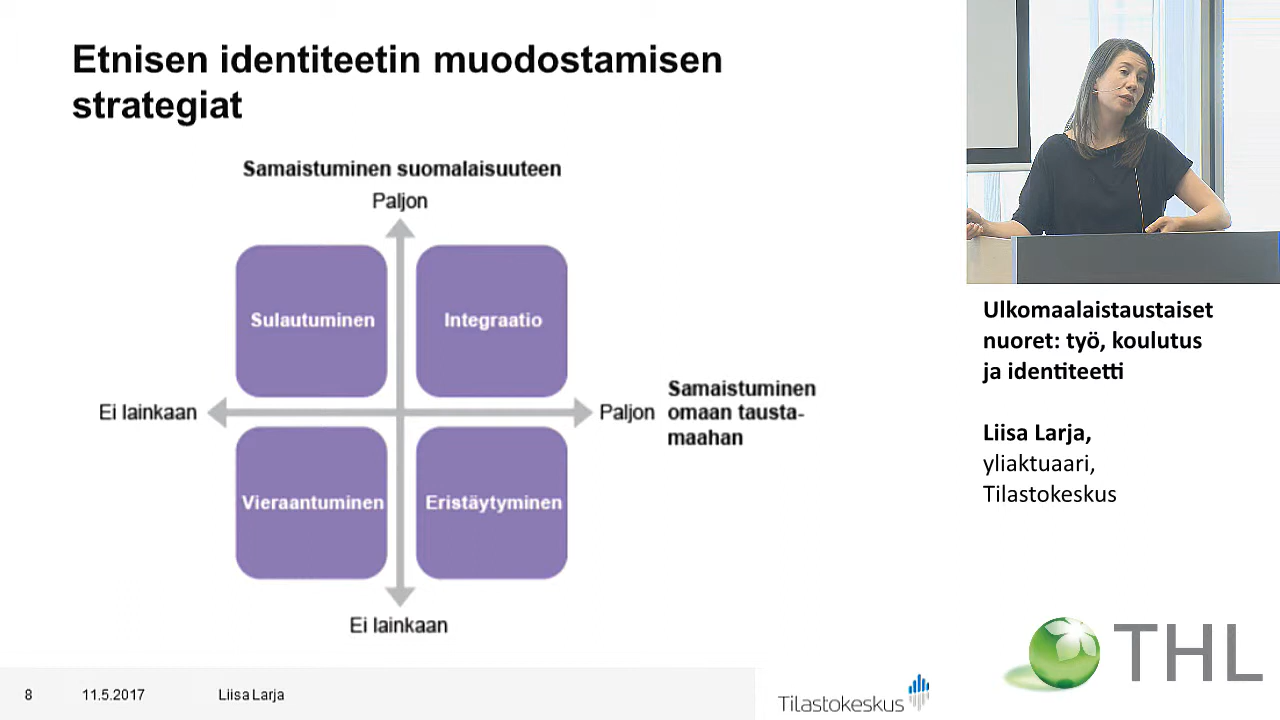 Etnisen identiteetin muodostamisen
strategiat
Samaistuminen suomalaisuuteen
Paljon
Sulautuminen
Integraatio
Ei lainkaan
Paljon
Samaistuminen
omaan tausta-
maahan
Vieraantuminen
Eristäytyminen
Ei lainkaan
8
11.5.2017
Liisa Larja
Tilastokeskus
Ulkomaalaistaustaiset
nuoret: työ, koulutus
ja identiteetti
Liisa Larja,
yliaktuaari,
Tilastokeskus
THL